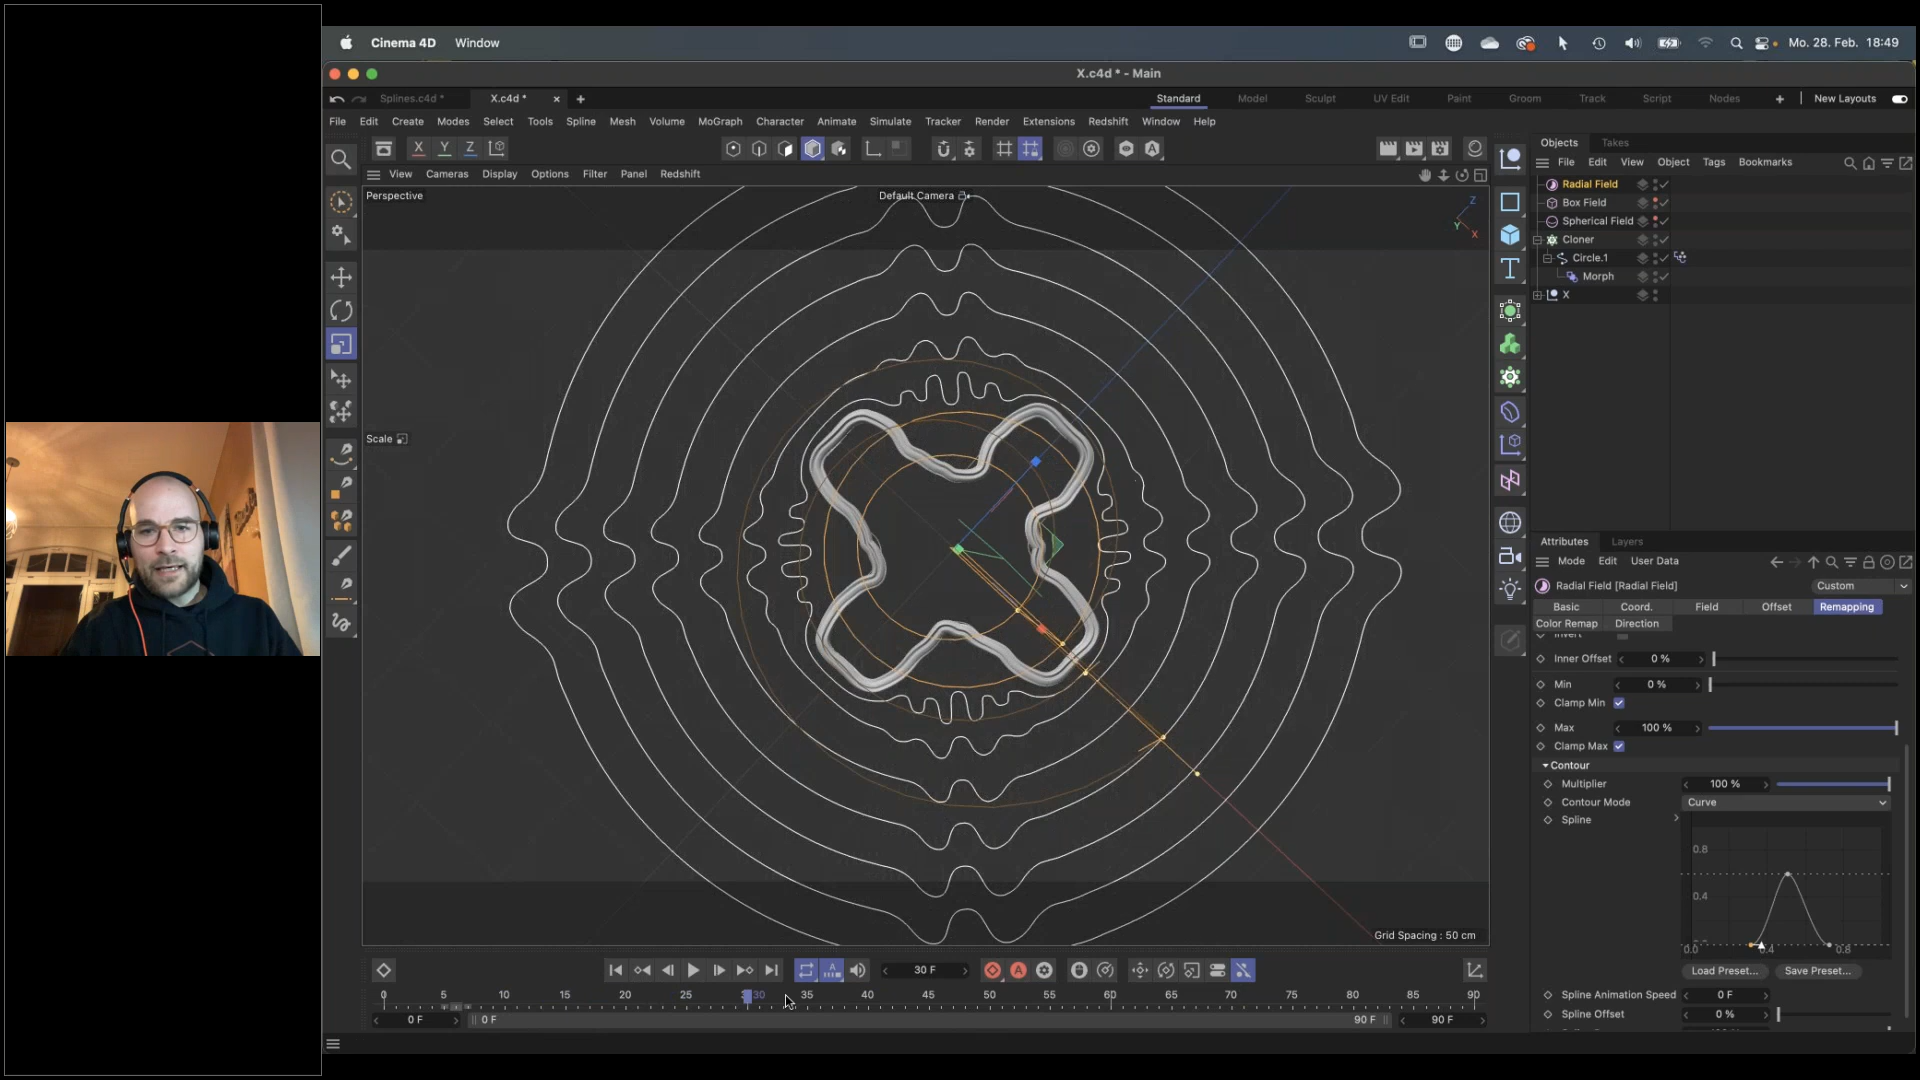 Cinema 4D Window
Mo. 28. Feb. 18:49
X.c4d * - Main
Splines.c4d * X.c4d *
Standard Model Sculpt UV Edit Paint Groom Track Script Nodes New Layouts
File Edit Create Modes Select Tools Spline Mesh Volume MoGraph Character Animate Simulate Tracker Render Extensions Redshift Window Help
X Y Z
View Cameras Display Options Filter Panel Redshift
Perspective
Default Camera
Z
Y
X
Scale
Grid Spacing : 50 cm
Objects Takes
File Edit View Object Tags Bookmarks
Radial Field
Box Field
Spherical Field
Cloner
Circle.1
Morph
X
Attributes Layers
Mode Edit User Data
Radial Field [Radial Field] Custom
Basic Coord. Field Offset Remapping
Color Remap Direction
Invert
Inner Offset 0 %
Min 0 %
Clamp Min
Max 100 %
Clamp Max
Contour
Multiplier 100 %
Contour Mode Curve
Spline
0.8
0.4
0.0 0.4 0.8
Load Preset... Save Preset...
Spline Animation Speed 0 F
Spline Offset 0 %
30 F
0 5 10 15 20 25 30 35 40 45 50 55 60 65 70 75 80 85 90
0 F 0 F 90 F 90 F